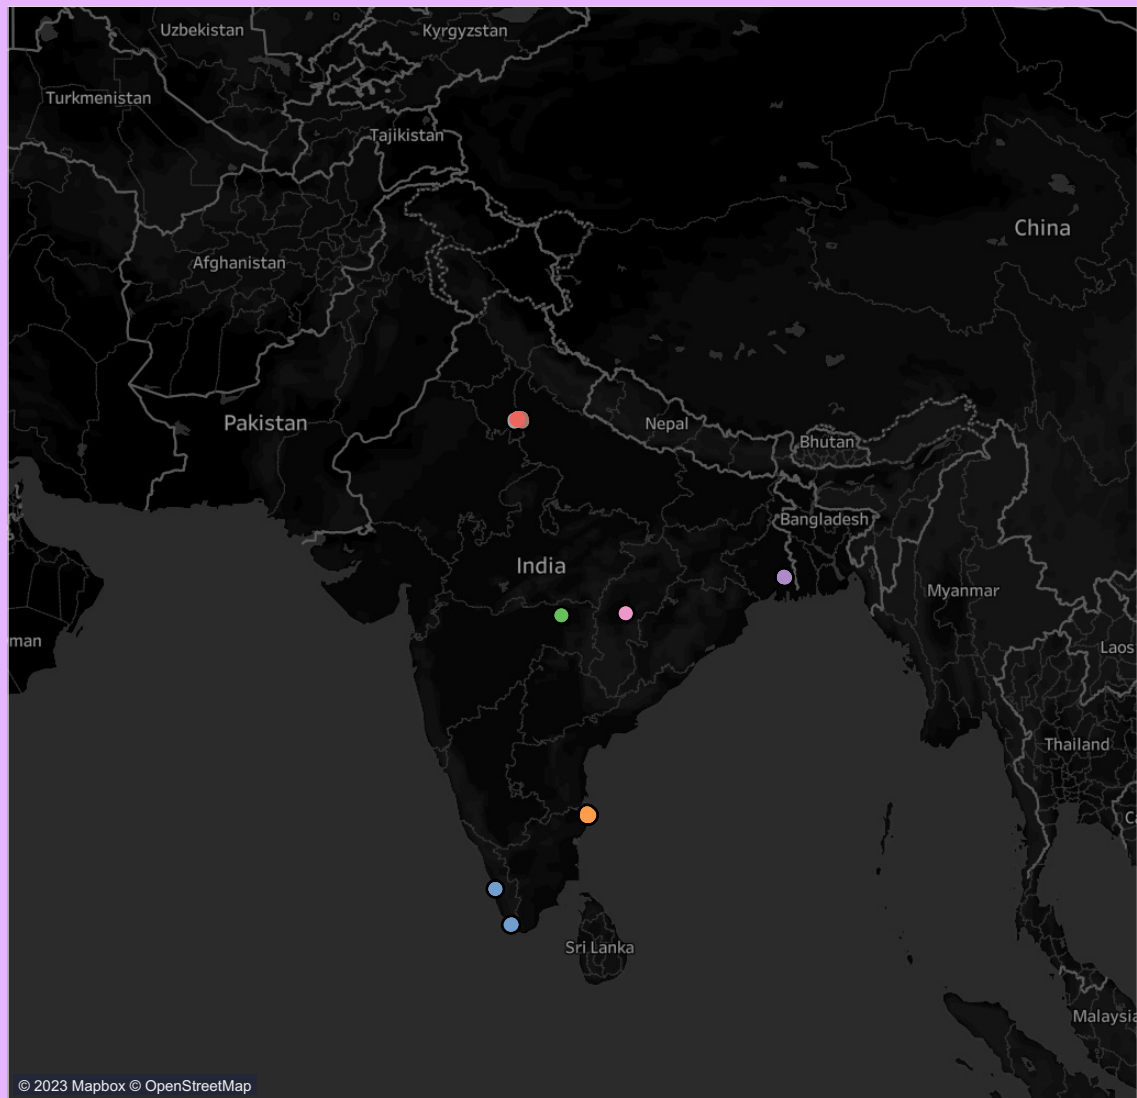 Uzbekistan
Kyrgyzstan
Turkmenistan
Tajikistan
China
Afghanistan
Pakistan
Nepal
Bhutan
Bangladesh
India
Myanmar
man
Laos
Thailand
Ca
Sri Lanka
Malaysia
© 2023 Mapbox © OpenStreetMap